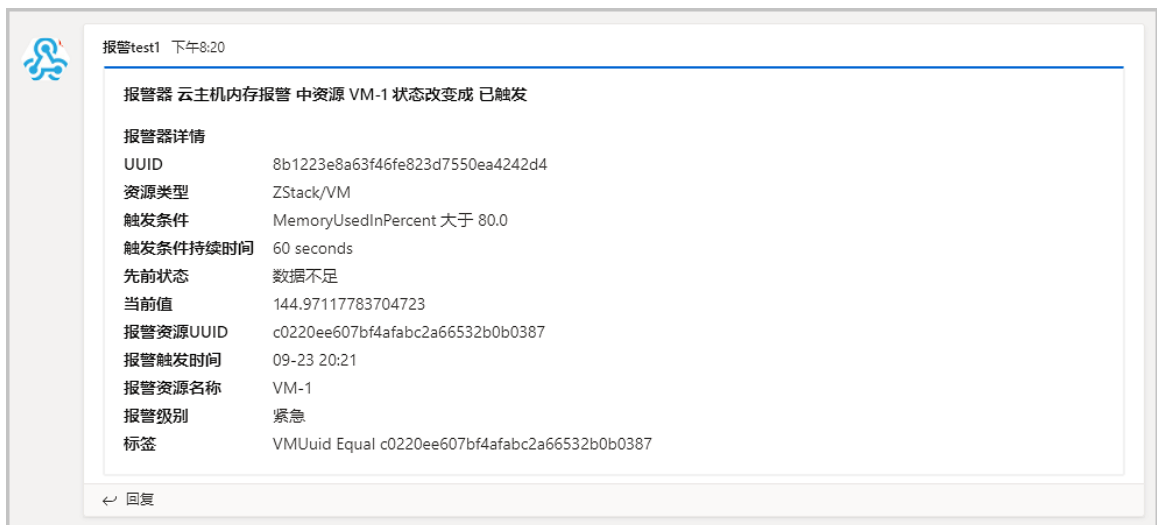 报警test1 下午8:20
报警器 云主机内存报警 中资源 VM-1 状态改变成 已触发
报警器详情
UUID 8b1223e8a63f46fe823d7550ea4242d4
资源类型 ZStack/VM
触发条件 MemoryUsedInPercent 大于 80.0
触发条件持续时间 60 seconds
先前状态 数据不足
当前值 144.97117783704723
报警资源UUID c0220ee607bf4afabc2a66532b0b0387
报警触发时间 09-23 20:21
报警资源名称 VM-1
报警级别 紧急
标签 VMUuid Equal c0220ee607bf4afabc2a66532b0b0387
回复